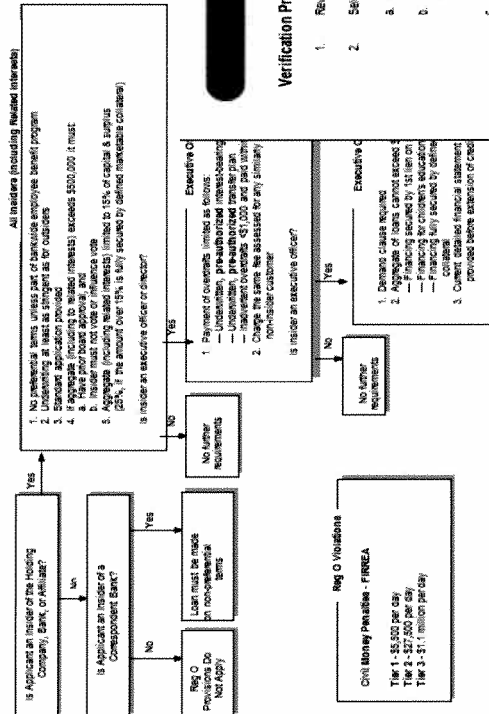 Is Applicant an Insider of the Holding
Company, Bank, or Affiliate?
Yes
No
All Insiders (Including Related Interests)
1. No preferential terms unless part of bankwide employee benefit program
2. Underwriting at least as stringent as for outsiders
3. Standard application provided
4. If aggregate (including to related interests) exceeds $500,000 it must:
a. Have prior board approval, and
b. Insider must not vote or influence vote
5. Aggregate (including related interests) limited to 15% of capital & surplus
(25%, if the amount over 15% is fully secured by defined marketable collateral)
Is insider an executive officer or director?
Is Applicant an Insider of a
Correspondent Bank?
No
Yes
Reg O
Provisions Do
Not Apply
Loan must be made
on non-preferential
terms
No
Yes
No further
requirements
Executive O
1. Payment of overdrafts limited as follows:
— Underwritten, pre-authorized interest-bearing
— Underwritten, pre-authorized transfer plan
— Inadvertent overdrafts <$1,000 and paid within
2. Charge the same fee assessed for any similarly
non-insider customer
Is insider an executive officer?
No
Yes
No further
requirements
Executive O
1. Demand clause required
2. Aggregate of loans cannot exceed $
— Financing secured by 1st lien on
— Financing for children's education
— Financing fully secured by define
collateral
3. Current detailed financial statement
provided before extension of credi
Reg O Violations
Civil Money Penalties - FIRREA
Tier 1 - $5,500 per day
Tier 2 - $27,500 per day
Tier 3 - $1.1 million per day
Verification Pr
1. Rev
2. Sel
a.
b.